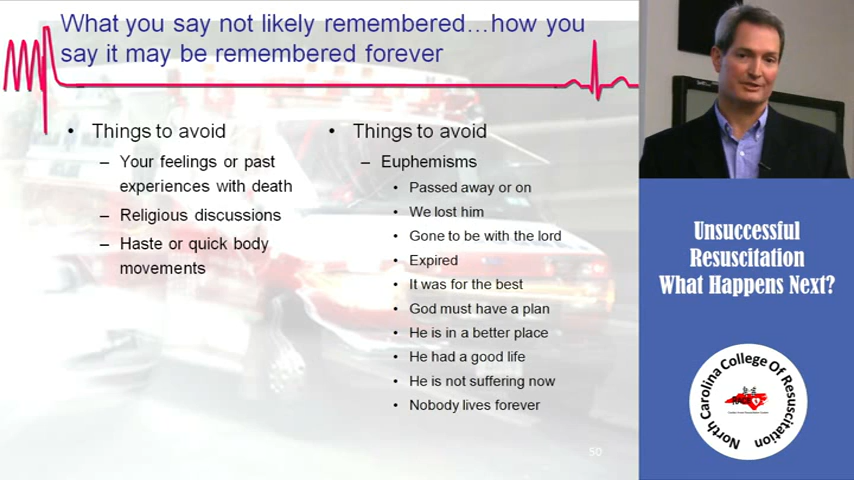 What you say not likely remembered…how you
say it may be remembered forever
• Things to avoid
– Your feelings or past
experiences with death
– Religious discussions
– Haste or quick body
movements
• Things to avoid
– Euphemisms
• Passed away or on
• We lost him
• Gone to be with the lord
• Expired
• It was for the best
• God must have a plan
• He is in a better place
• He had a good life
• He is not suffering now
• Nobody lives forever
50
Unsuccessful
Resuscitation
What Happens Next?
North Carolina College Of Resuscitation